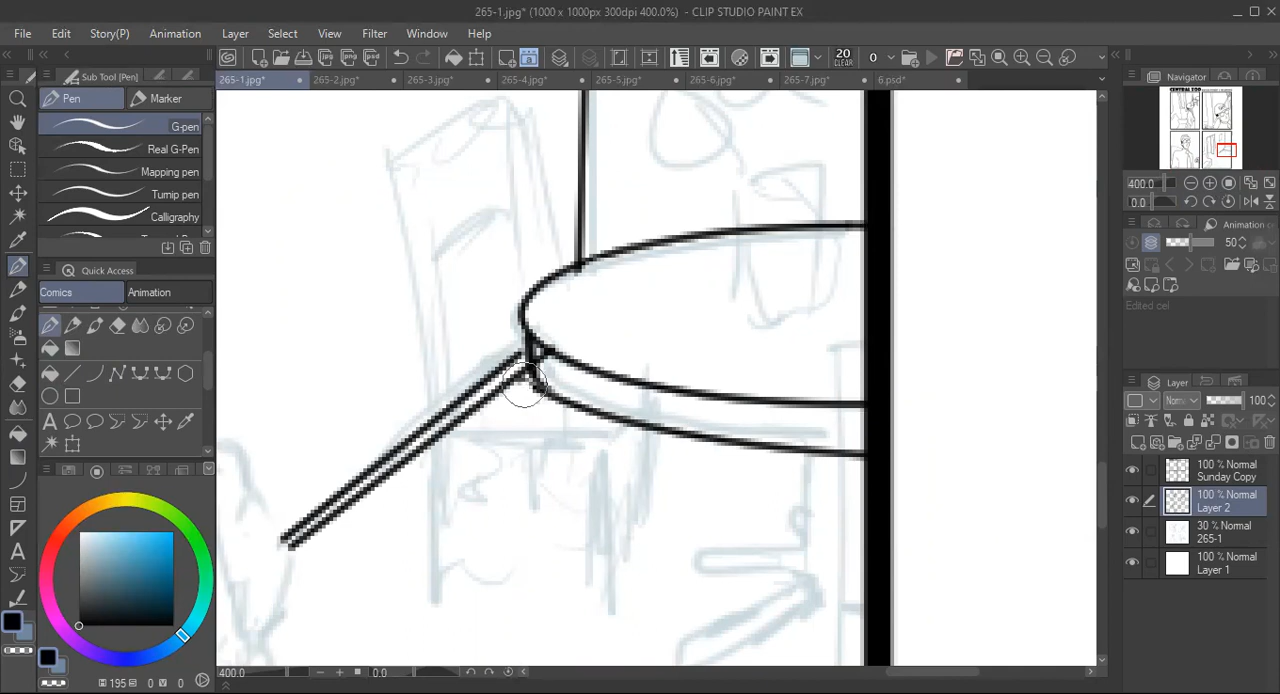 265-1.jpg* (1000 x 1000px 300dpi 400.0%) - CLIP STUDIO PAINT EX
File Edit Story(P) Animation Layer Select View Filter Window Help
20 CLEAR
0
Sub Tool [Pen]
265-1.jpg* 265-2.jpg* 265-3.jpg* 265-4.jpg* 265-5.jpg* 265-6.jpg* 265-7.jpg* 6.psd*
Navigator
Pen Marker
CENTRAL ZOO
G-pen
Real G-Pen
Mapping pen
Turnip pen
Calligraphy
400.0
0.0
Animation c
50
Quick Access
Comics Animation
Edited cel
Layer
Norm
100
100 % Normal
Sunday Copy
100 % Normal
Layer 2
30 % Normal
265-1
100 % Normal
Layer 1
400.0 0.0
H 195 S 0 V 0